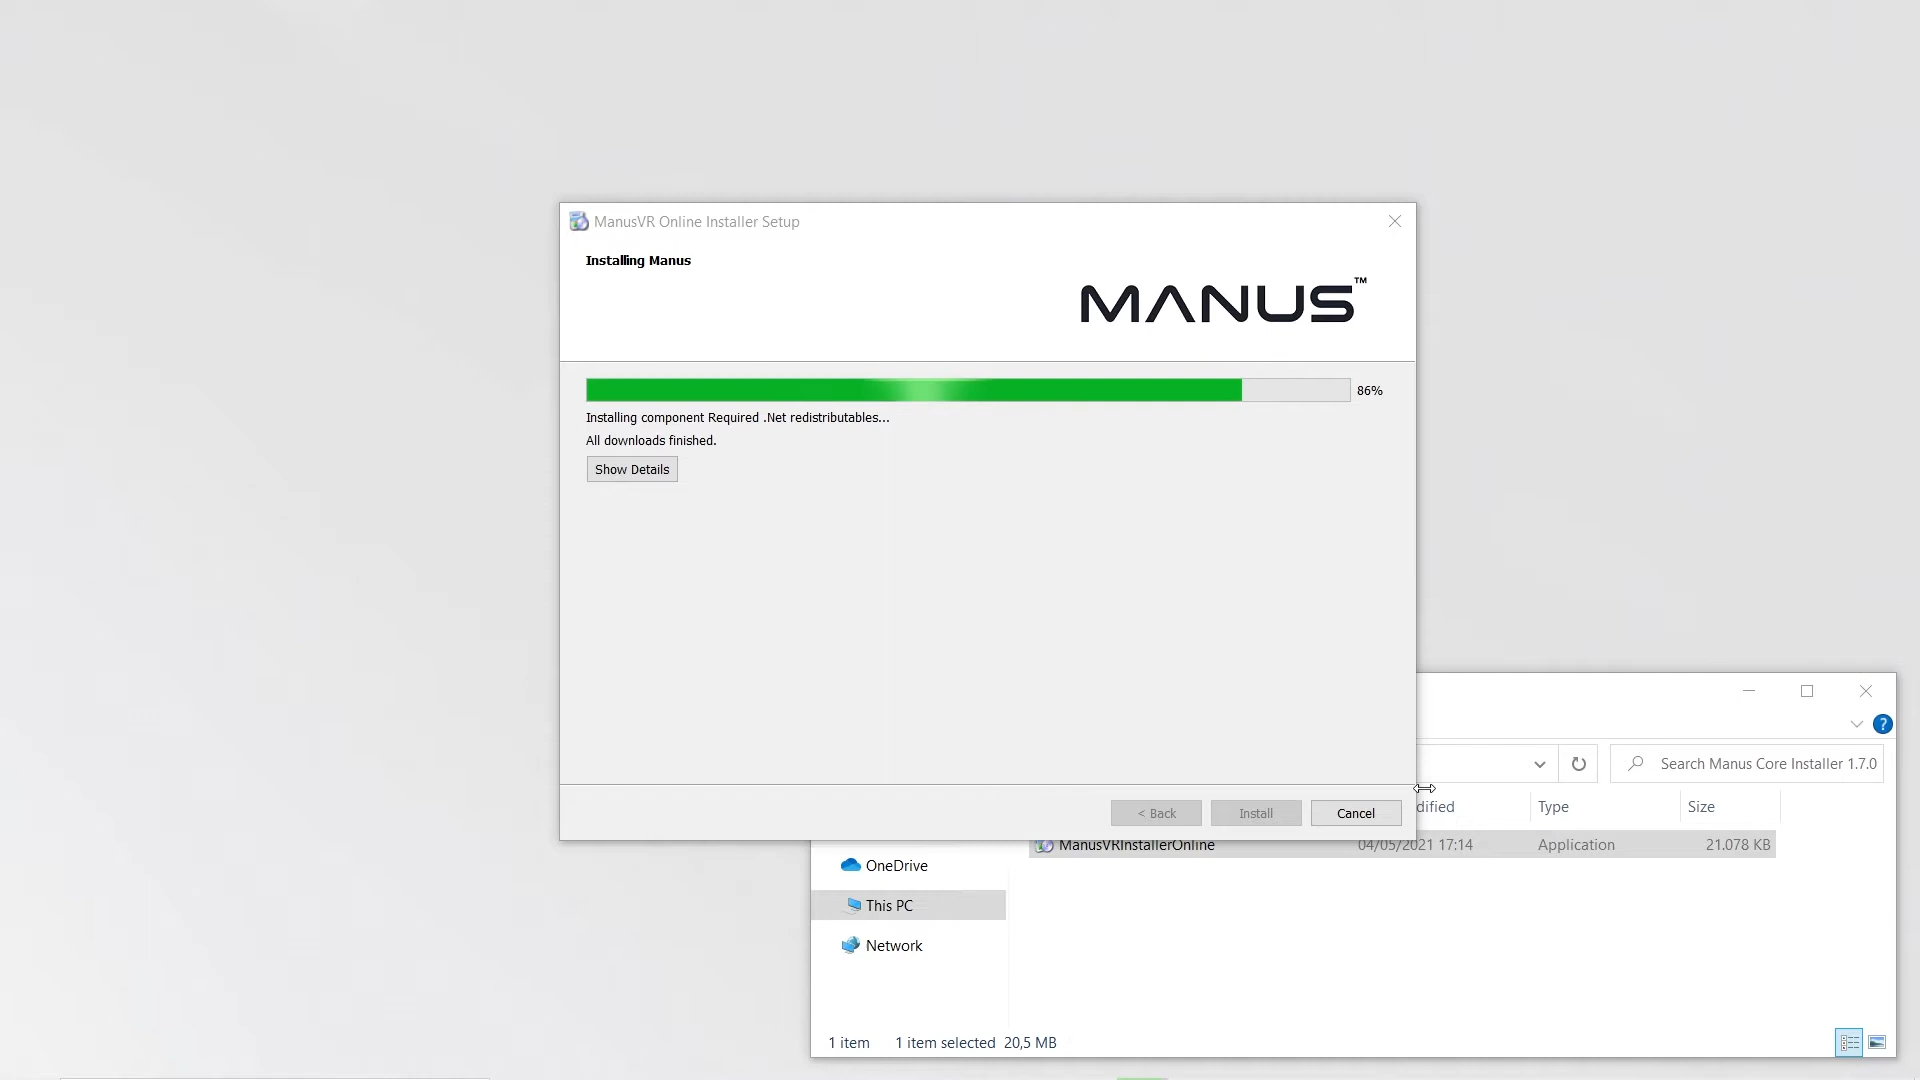 ManusVR Online Installer Setup
Installing Manus
MANUS™
86%
Installing component Required .Net redistributables...
All downloads finished.
Show Details
< Back
Install
Cancel
?
Search Manus Core Installer 1.7.0
dified
Type
Size
ManusVRInstallerOnline
04/05/2021 17:14
Application
21.078 KB
OneDrive
This PC
Network
1 item
1 item selected 20,5 MB